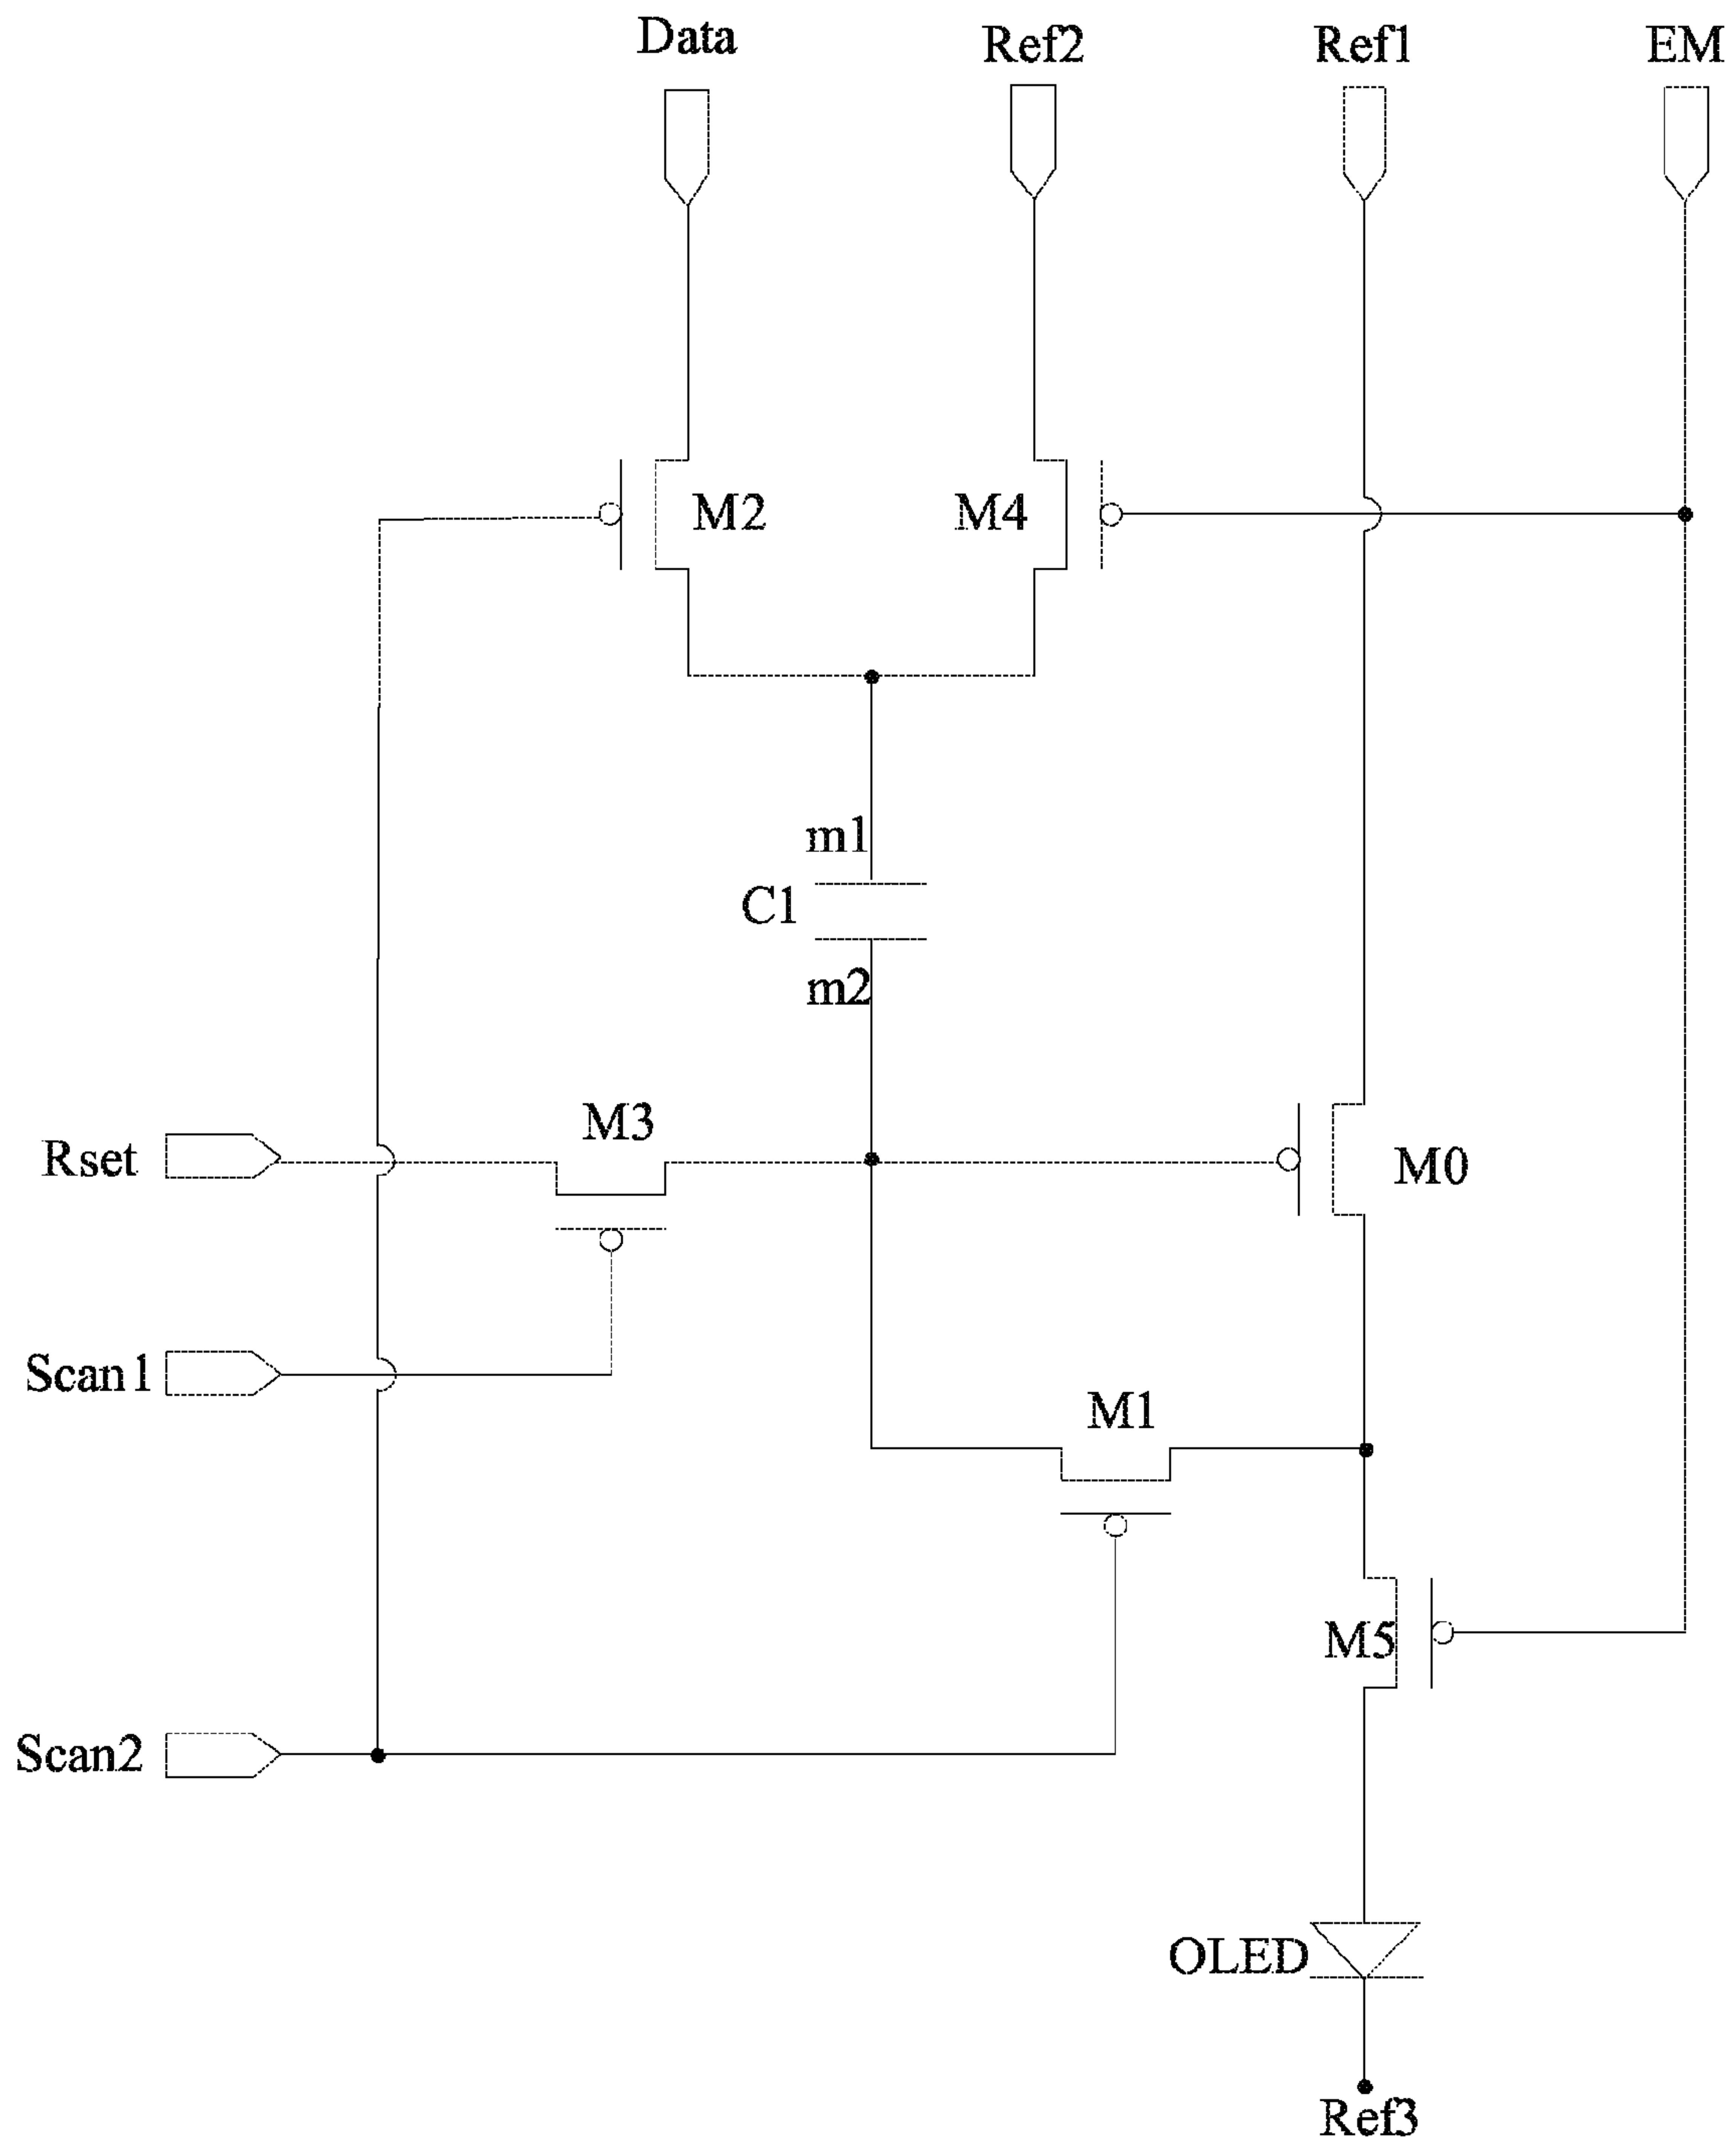 Data
Ref2
Ref1
EM
M2
M4
m1
C1
m2
M3
Rset
M0
Scan1
M1
M5
Scan2
OLED
Ref3